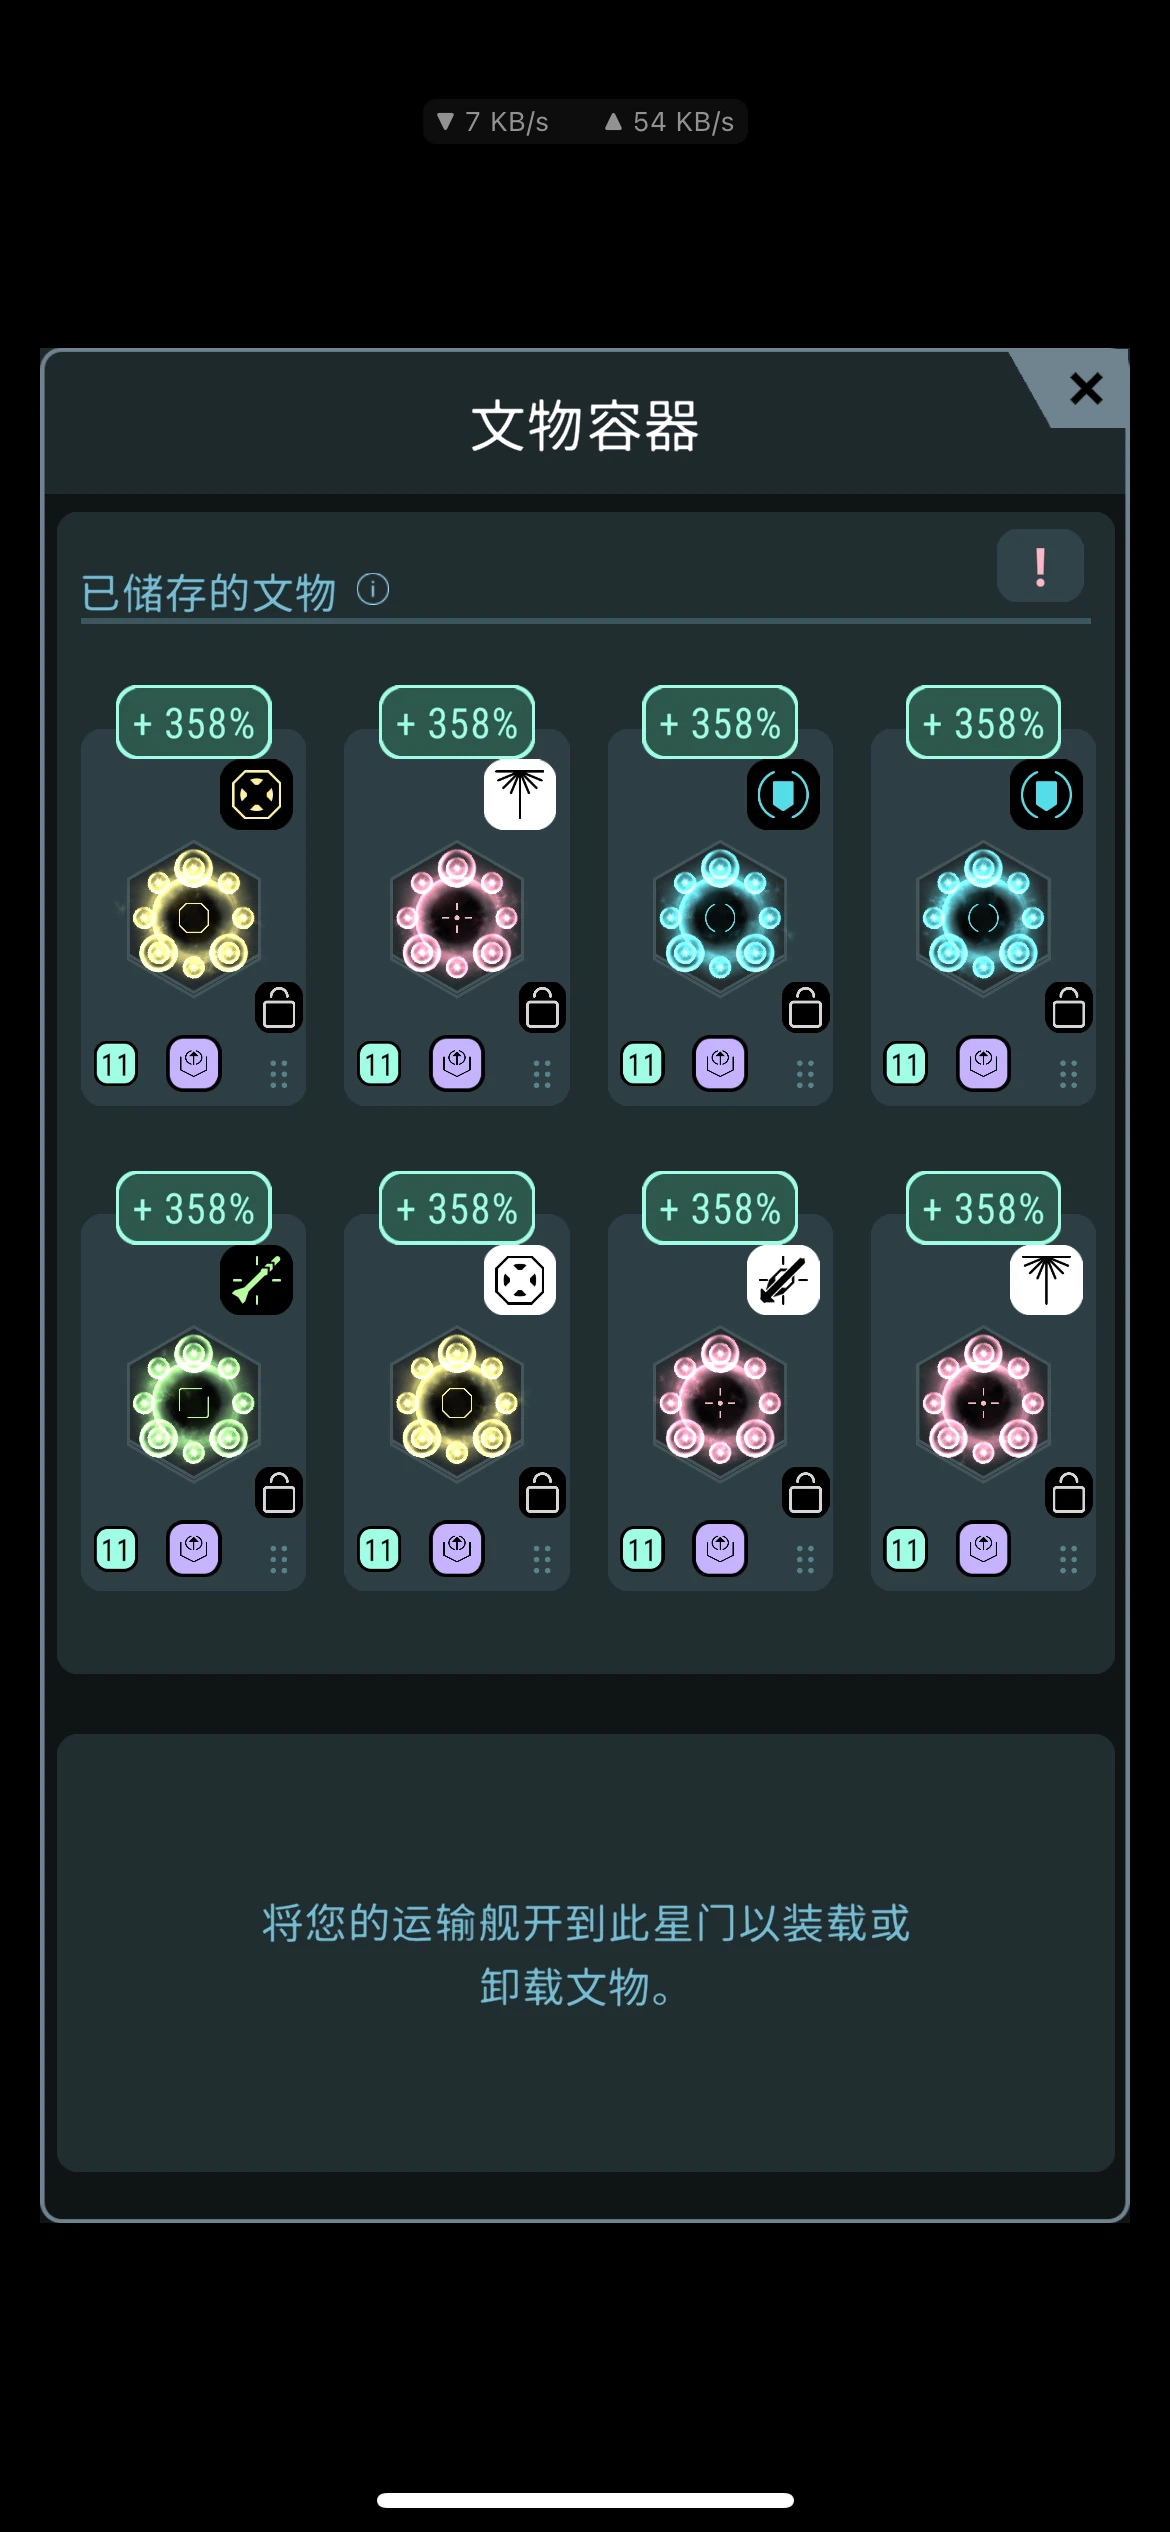 ▼ 7 KB/s ▲ 54 KB/s
文物容器
已储存的文物
!
+ 358% + 358% + 358% + 358%
11 11 11 11
+ 358% + 358% + 358% + 358%
11 11 11 11
将您的运输舰开到此星门以装载或
卸载文物。